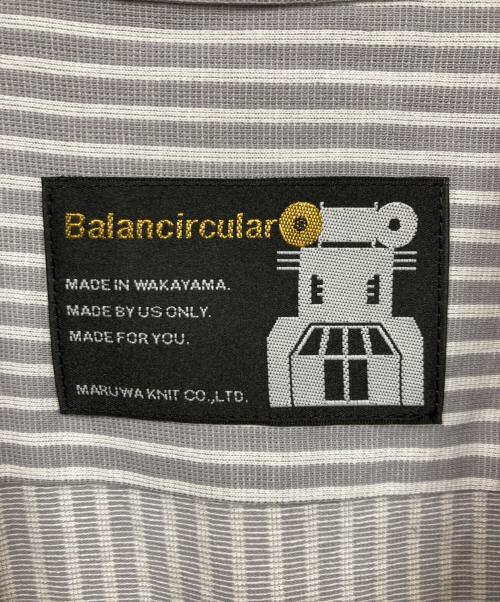 Balancircular
MADE IN WAKAYAMA.
MADE BY US ONLY.
MADE FOR YOU.
MARUWA KNIT CO.,LTD.